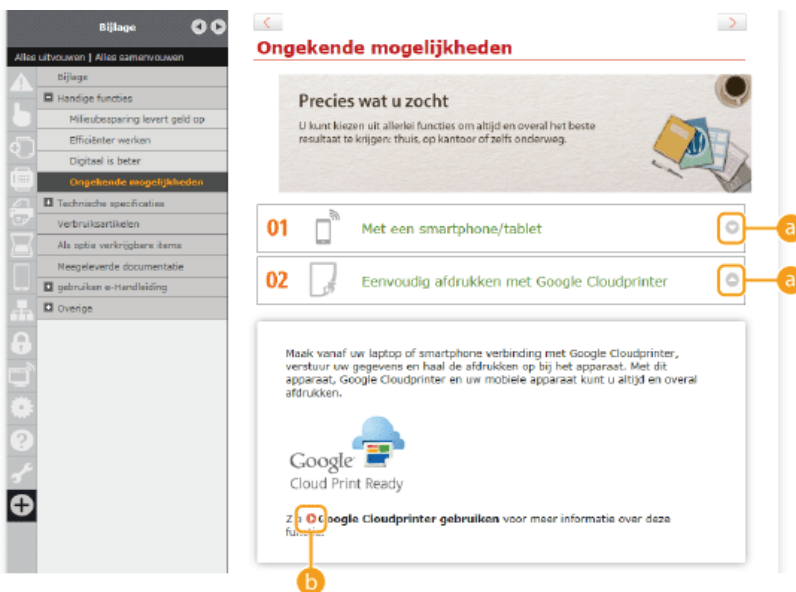 Bijlage
Alles uitvouwen | Alles samenvouwen
Bijlage
Handige functies
Milieubesparing levert geld op
Efficiënter werken
Digitaal is beter
Ongekende mogelijkheden
Technische specificaties
Verbruiksartikelen
Als optie verkrijgbare items
Meegeleverde documentatie
gebruiken e-Handleiding
Overige
Ongekende mogelijkheden
Precies wat u zocht
U kunt kiezen uit allerlei functies om altijd en overal het beste
resultaat te krijgen: thuis, op kantoor of zelfs onderweg.
01 Met een smartphone/tablet
a
02 Eenvoudig afdrukken met Google Cloudprinter
a
Maak vanaf uw laptop of smartphone verbinding met Google Cloudprinter,
verstuur uw gegevens en haal de afdrukken op bij het apparaat. Met dit
apparaat, Google Cloudprinter en uw mobiele apparaat kunt u altijd en overal
afdrukken.
Google
Cloud Print Ready
Google Cloudprinter gebruiken voor meer informatie over deze
b